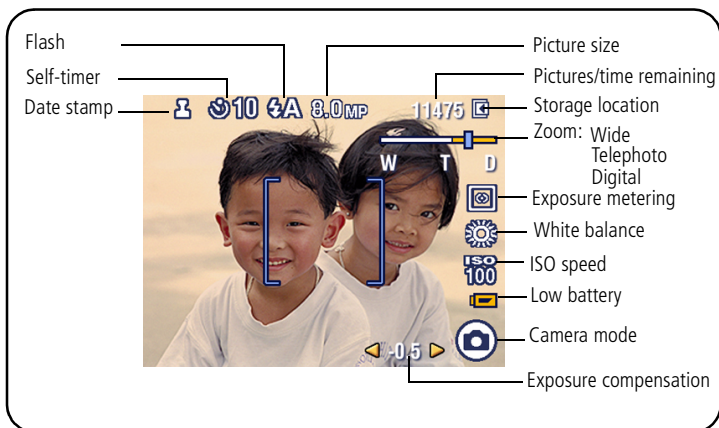 Flash
Self-timer
Date stamp
Picture size
Pictures/time remaining
Storage location
Zoom: Wide
Telephoto
Digital
Exposure metering
White balance
ISO speed
Low battery
Camera mode
Exposure compensation
10 A 8.0MP 11475
W T D
ISO
100
-0.5